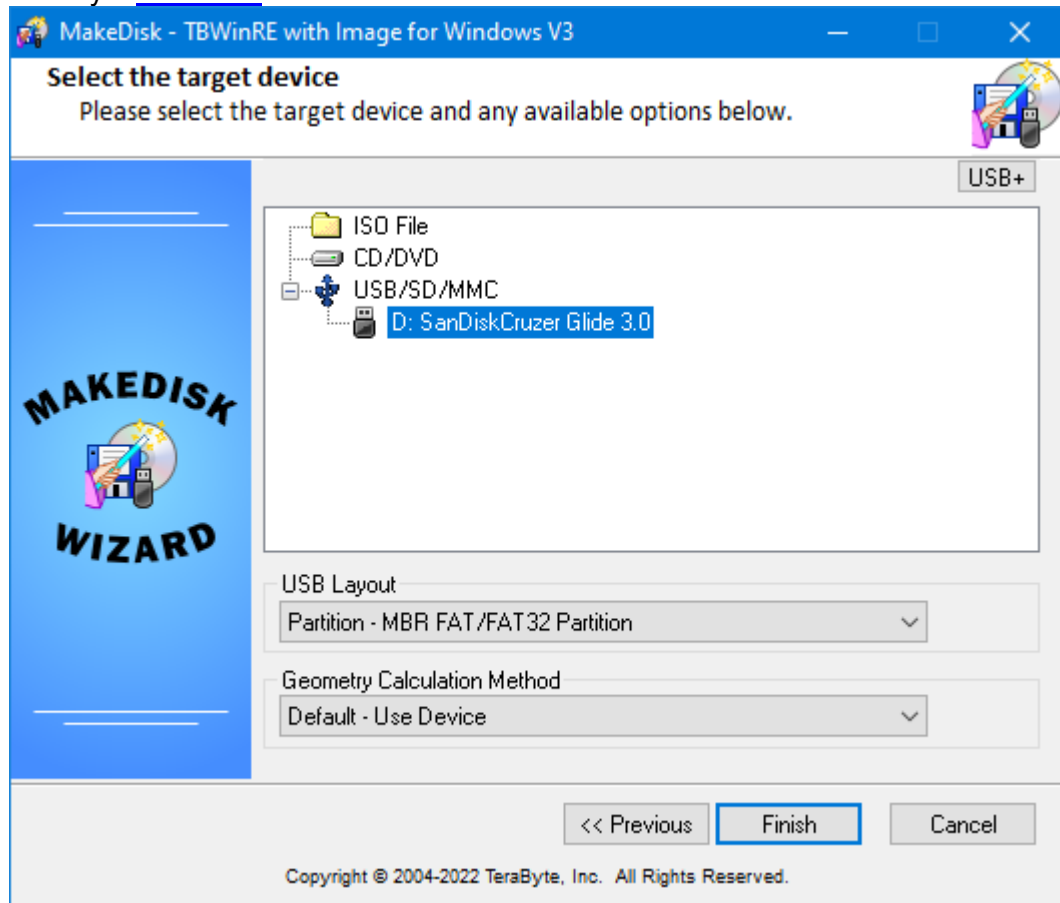 MakeDisk - TBWinRE with Image for Windows V3
Select the target device
Please select the target device and any available options below.
USB+
ISO File
CD/DVD
USB/SD/MMC
D: SanDiskCruzer Glide 3.0
MAKEDISK
WIZARD
USB Layout
Partition - MBR FAT/FAT32 Partition
Geometry Calculation Method
Default - Use Device
<< Previous
Finish
Cancel
Copyright © 2004-2022 TeraByte, Inc. All Rights Reserved.